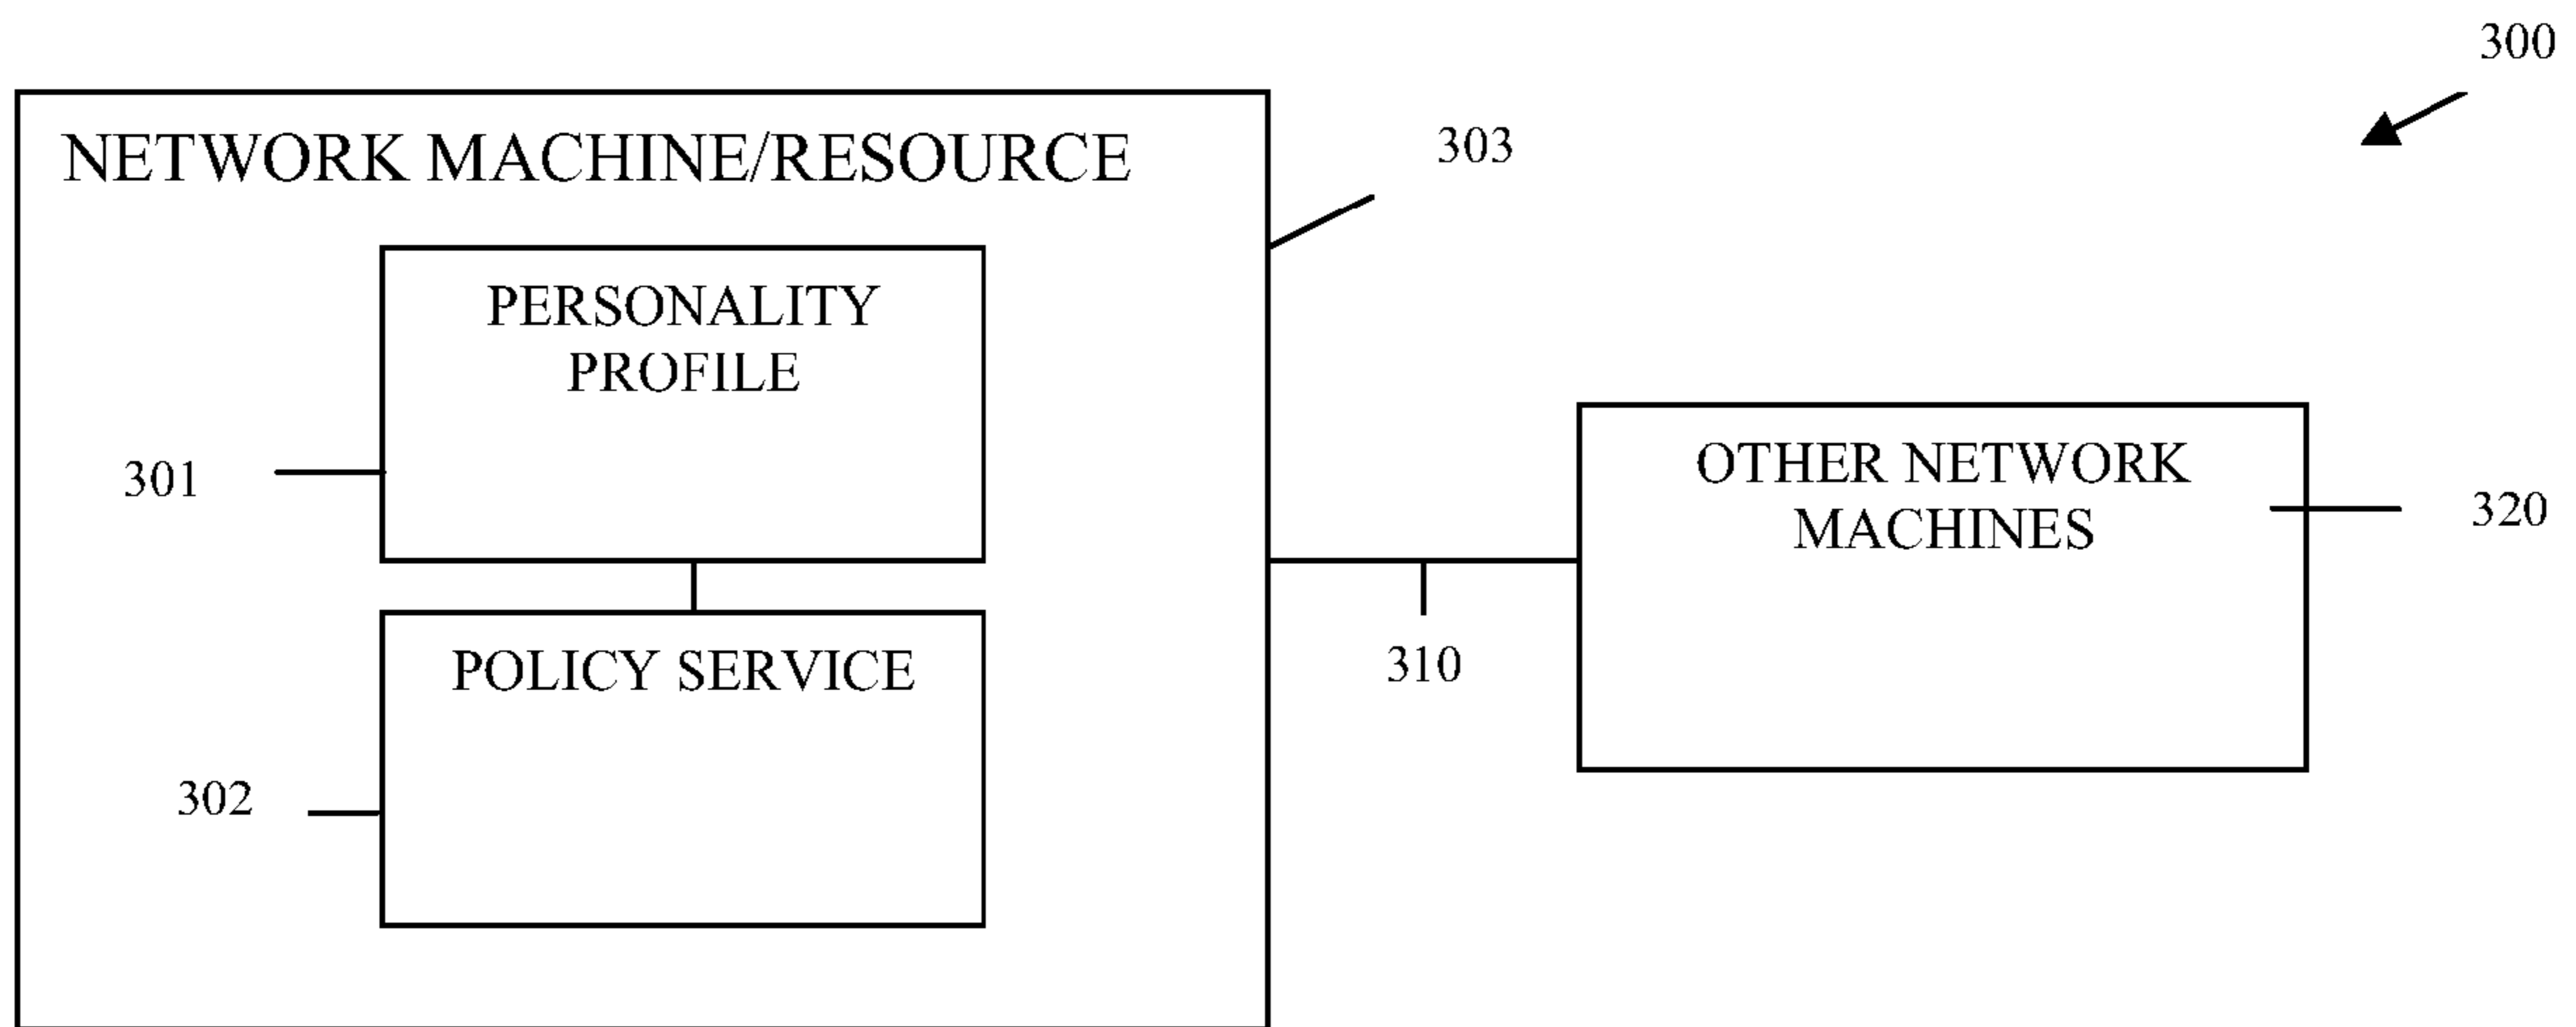 300
NETWORK MACHINE/RESOURCE
303
PERSONALITY
PROFILE
301
OTHER NETWORK
MACHINES
320
310
POLICY SERVICE
302